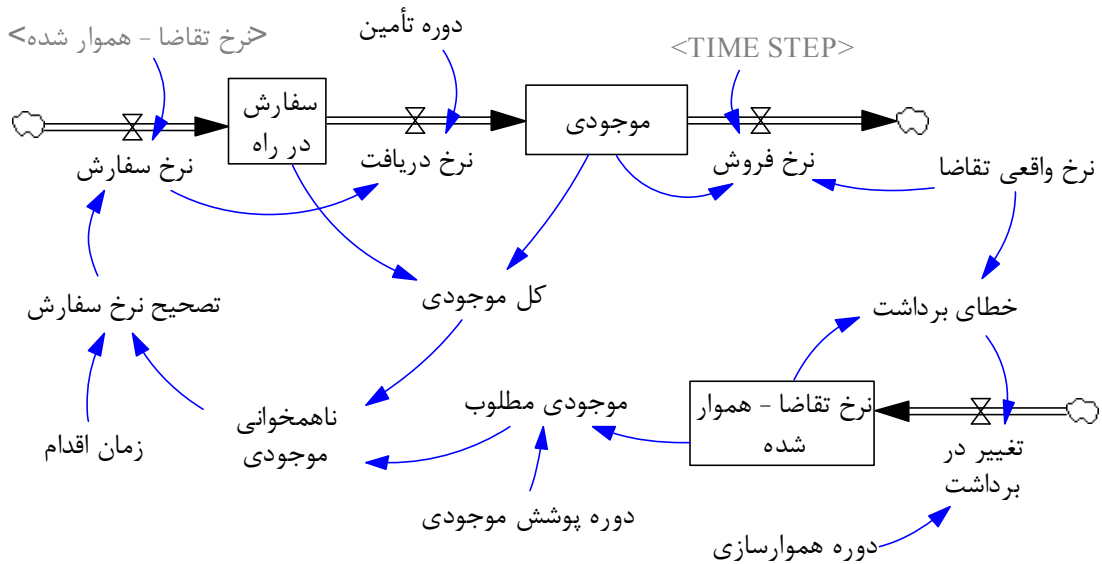 <نرخ تقاضا - هموار شده>
دوره تأمین
<TIME STEP>
سفارش
در راه
موجودی
نرخ سفارش
نرخ دریافت
نرخ فروش
نرخ واقعی تقاضا
تصحیح نرخ سفارش
کل موجودی
خطای برداشت
زمان اقدام
ناهمخوانی
موجودی
موجودی مطلوب
نرخ تقاضا - هموار
شده
تغییر در
برداشت
دوره پوشش موجودی
دوره هموارسازی